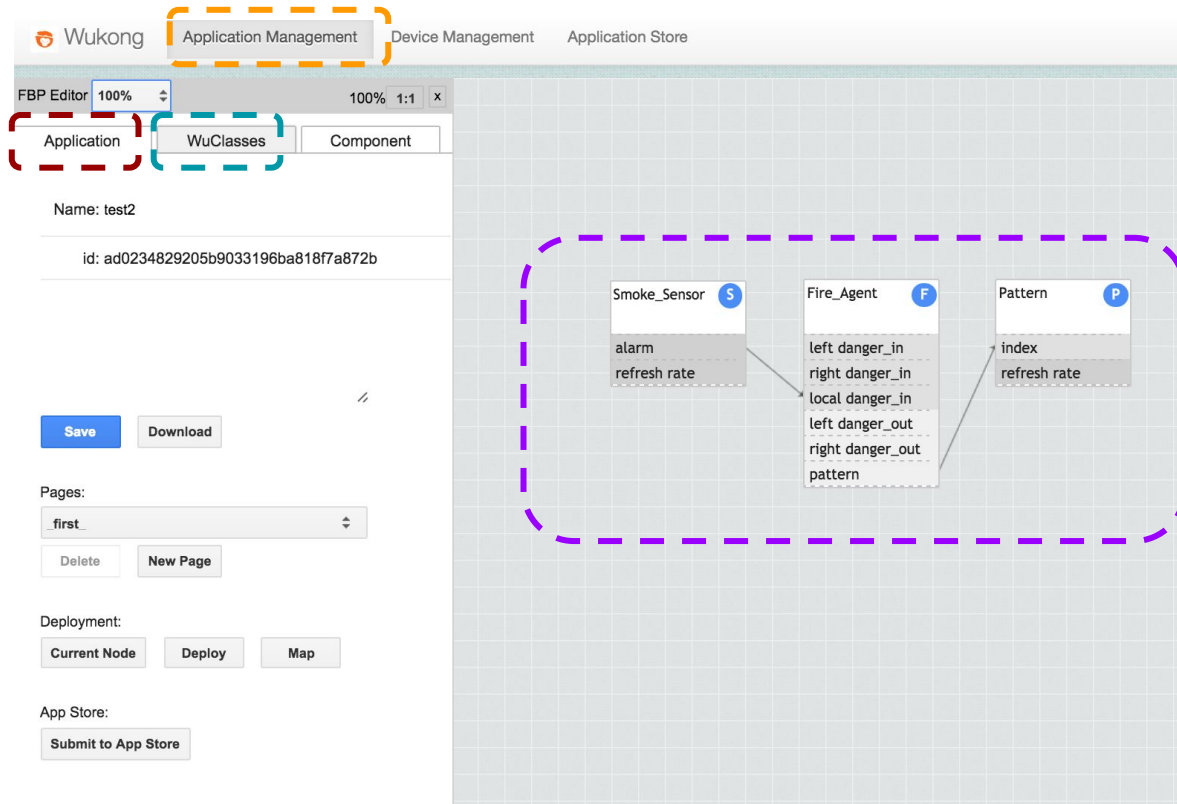 Wukong Application Management Device Management Application Store
FBP Editor 100% 100% 1:1 x
Application WuClasses Component
Name: test2
id: ad0234829205b9033196ba818f7a872b
Save Download
Pages:
_first_
Delete New Page
Deployment:
Current Node Deploy Map
App Store:
Submit to App Store
Smoke_Sensor S
alarm
refresh rate
Fire_Agent F
left danger_in
right danger_in
local danger_in
left danger_out
right danger_out
pattern
Pattern P
index
refresh rate